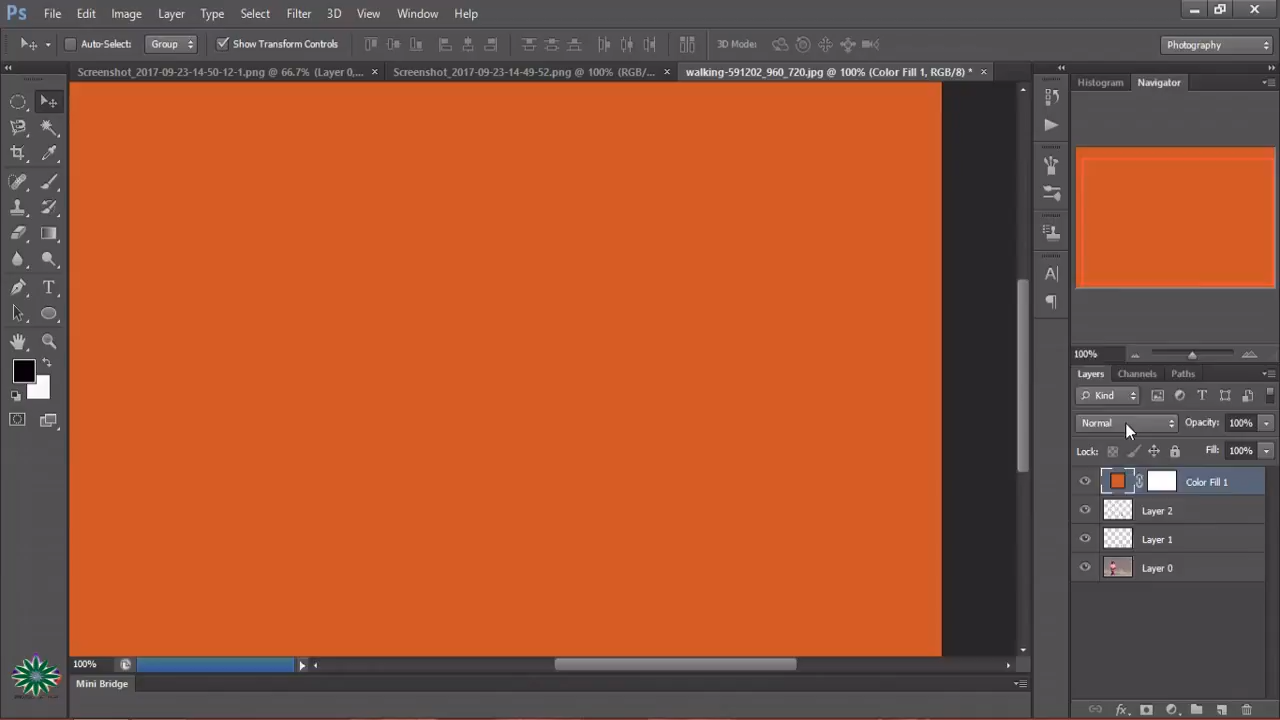 Ps File Edit Image Layer Type Select Filter 3D View Window Help
Auto-Select: Group Show Transform Controls 3D Mode: Photography
Screenshot_2017-09-23-14-50-12-1.png @ 66.7% (Layer 0,... × Screenshot_2017-09-23-14-49-52.png @ 100% (RGB/... × walking-591202_960_720.jpg @ 100% (Color Fill 1, RGB/8) * ×
Histogram Navigator
100%
Layers Channels Paths
Kind
Normal Opacity: 100%
Lock: Fill: 100%
Color Fill 1
Layer 2
Layer 1
Layer 0
100%
Mini Bridge